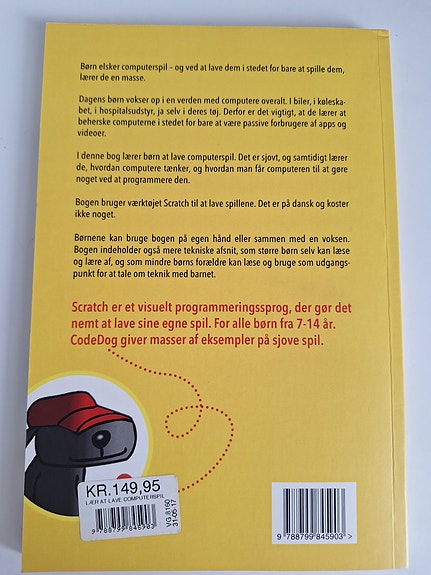 Børn elsker computerspil – og ved at lave dem i stedet for bare at spille dem,
lærer de en masse.
Dagens børn vokser op i en verden med computere overalt. I biler, i køleska-
bet, i hospitalsudstyr, ja selv i deres tøj. Derfor er det vigtigt, at de lærer at
beherske computerne i stedet for bare at være passive forbrugere af apps og
videoer.
I denne bog lærer børn at lave computerspil. Det er sjovt, og samtidigt lærer
de, hvordan computere tænker, og hvordan man får computeren til at gøre
noget ved at programmere den.
Bogen bruger værktøjet Scratch til at lave spillene. Det er på dansk og koster
ikke noget.
Børnene kan bruge bogen på egen hånd eller sammen med en voksen.
Bogen indeholder også mere tekniske afsnit, som større børn selv kan læse
og lære af, og som mindre børns forældre kan læse og bruge som udgangs-
punkt for at tale om teknik med barnet.
Scratch er et visuelt programmeringssprog, der gør det
nemt at lave sine egne spil. For alle børn fra 7-14 år.
CodeDog giver masser af eksempler på sjove spil.
KR.149,95
LÆR AT LAVE COMPUTERSPIL
9 788799 845903
VG.8160
31-05-17
9 788799 845903 >